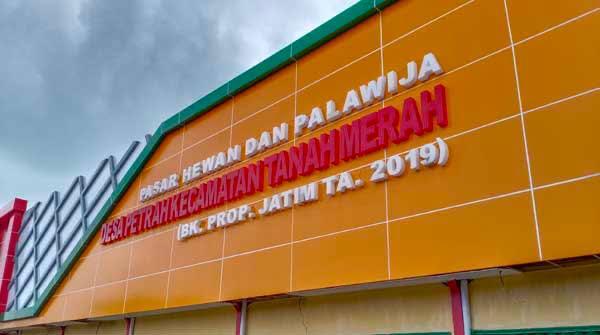 PASAR HEWAN DAN PALAWIJA
DESA PETRAH KECAMATAN TANAH MERAH
(BK. PROP. JATIM TA. 2019)